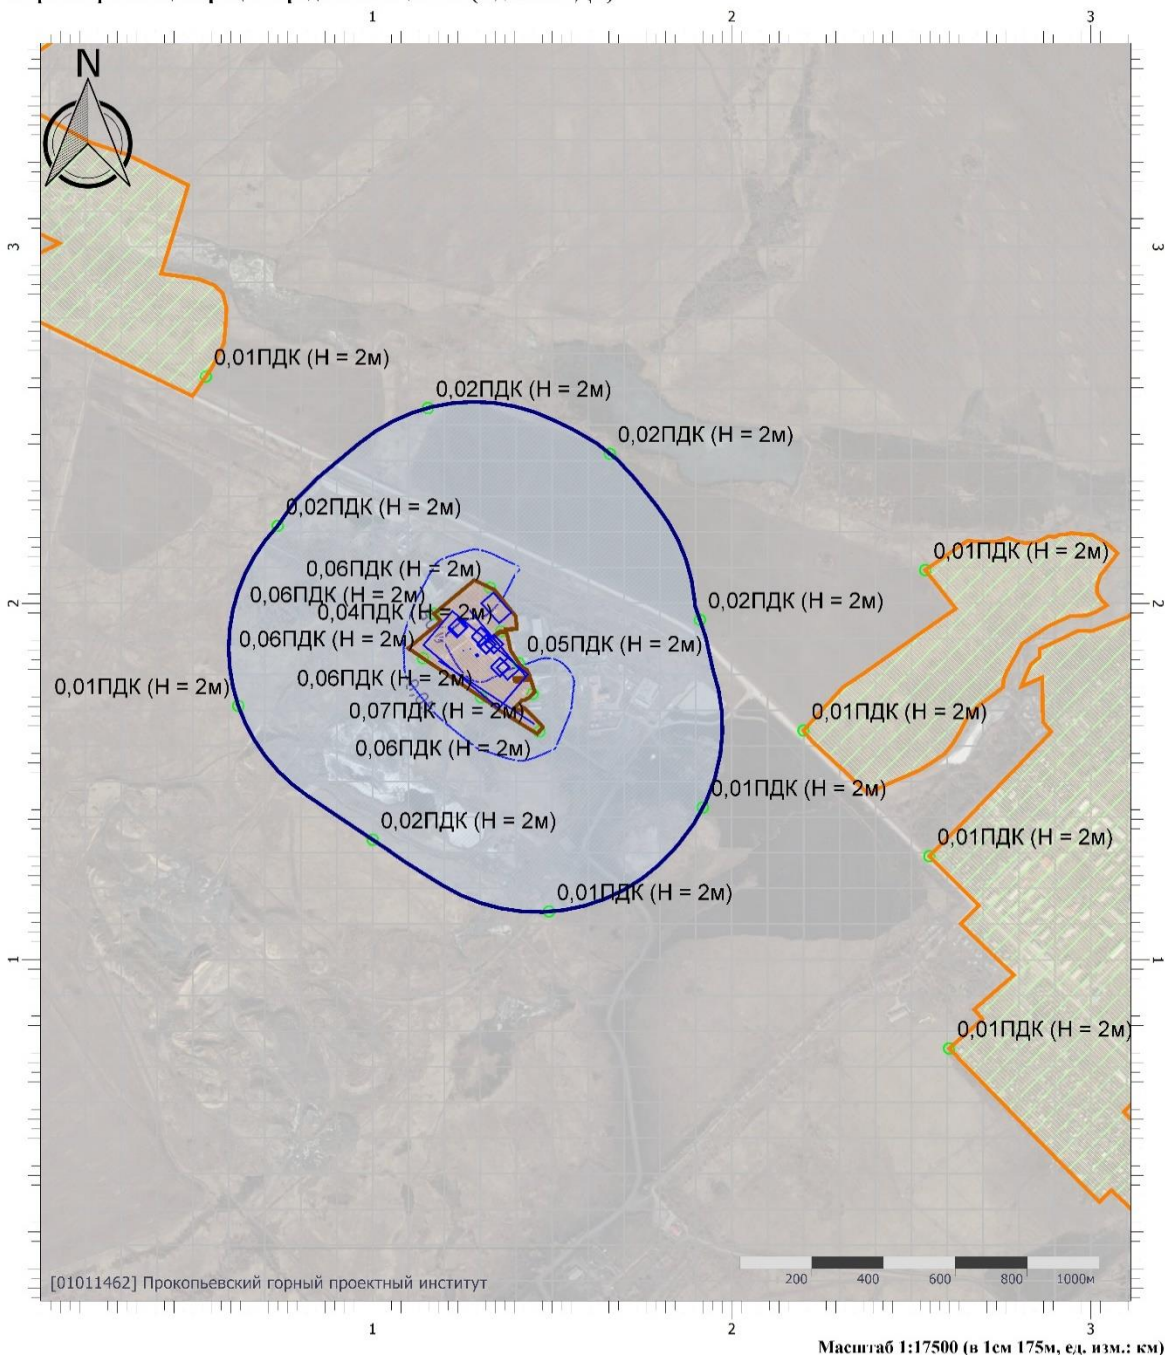 1 2 3
N
3 3
0,01ПДК (Н = 2м)
0,02ПДК (Н = 2м)
0,02ПДК (Н = 2м)
0,02ПДК (Н = 2м)
0,01ПДК (Н = 2м)
0,06ПДК (Н = 2м)
0,06ПДК (Н = 2м)
2 2
0,02ПДК (Н = 2м)
0,04ПДК (Н = 2м)
0,06ПДК (Н = 2м)
0,05ПДК (Н = 2м)
0,06ПДК (Н = 2м)
0,01ПДК (Н = 2м)
0,07ПДК (Н = 2м)
0,01ПДК (Н = 2м)
0,06ПДК (Н = 2м)
0,01ПДК (Н = 2м)
0,02ПДК (Н = 2м)
0,01ПДК (Н = 2м)
0,01ПДК (Н = 2м)
1 1
0,01ПДК (Н = 2м)
200 400 600 800 1000м
[01011462] Прокопьевский горный проектный институт
1 2 3
Масштаб 1:17500 (в 1см 175м, ед. изм.: км)